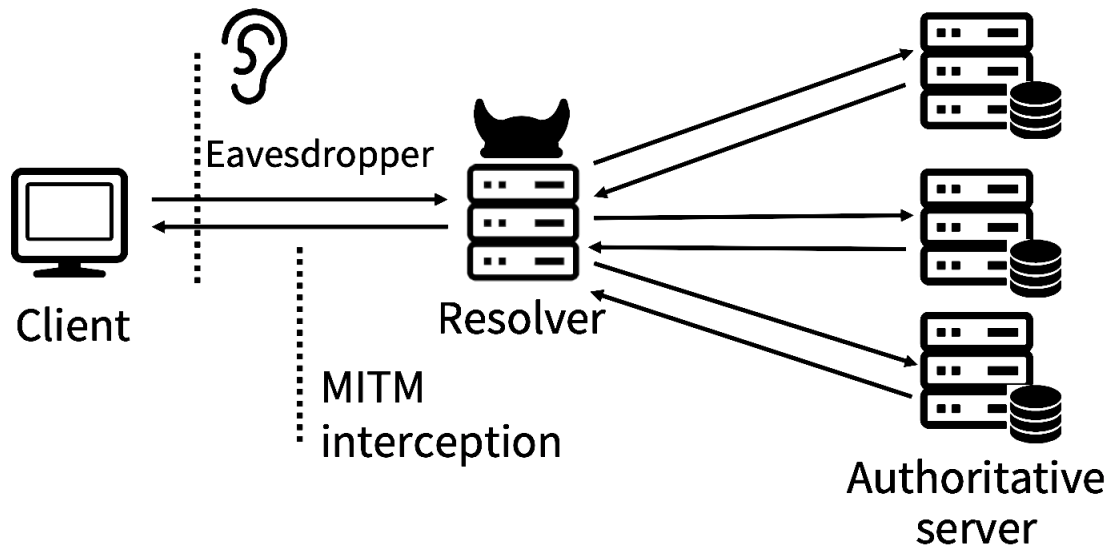 Eavesdropper
Client
Resolver
MITM
interception
Authoritative
server